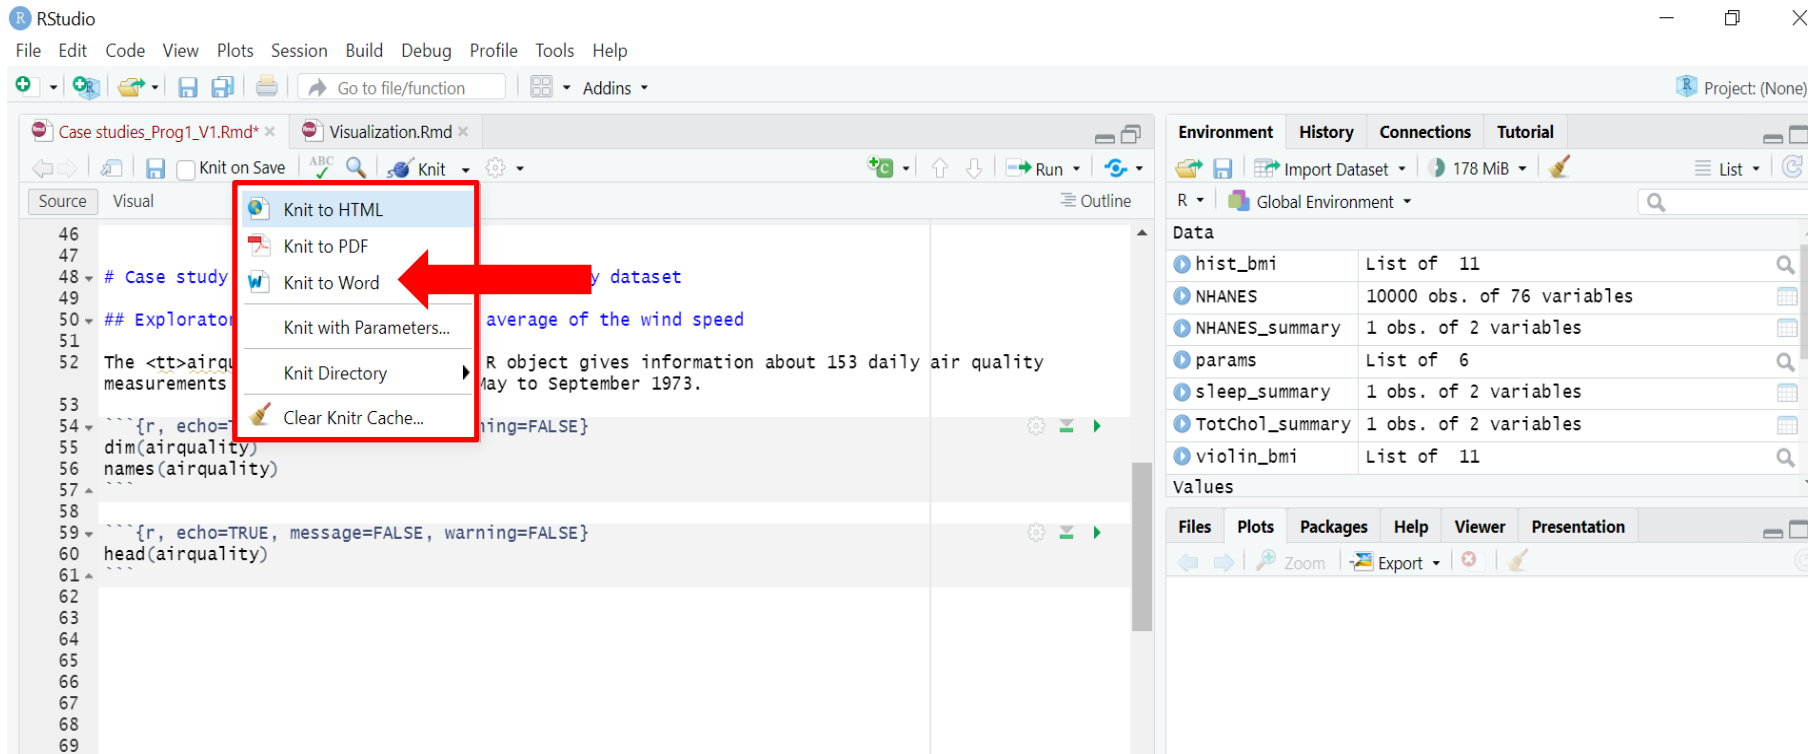 RStudio
File Edit Code View Plots Session Build Debug Profile Tools Help
Go to file/function Addins Project: (None)
Case studies_Prog1_V1.Rmd* Visualization.Rmd
Knit on Save ABC Knit Run
Source Visual Outline
Knit to HTML
Knit to PDF
Knit to Word
Knit with Parameters...
Knit Directory
Clear Knitr Cache...
46
47
48 # Case study y dataset
49
50 ## Explorator average of the wind speed
51
52 The <tt>airqu R object gives information about 153 daily air quality
measurements May to September 1973.
53
54 ```{r, echo=T ning=FALSE}
55 dim(airquality)
56 names(airquality)
57 ```
58
59 ```{r, echo=TRUE, message=FALSE, warning=FALSE}
60 head(airquality)
61 ```
62
63
64
65
66
67
68
69
Environment History Connections Tutorial
Import Dataset 178 MiB List
R Global Environment
Data
hist_bmi List of 11
NHANES 10000 obs. of 76 variables
NHANES_summary 1 obs. of 2 variables
params List of 6
sleep_summary 1 obs. of 2 variables
TotChol_summary 1 obs. of 2 variables
violin_bmi List of 11
Values
Files Plots Packages Help Viewer Presentation
Zoom Export